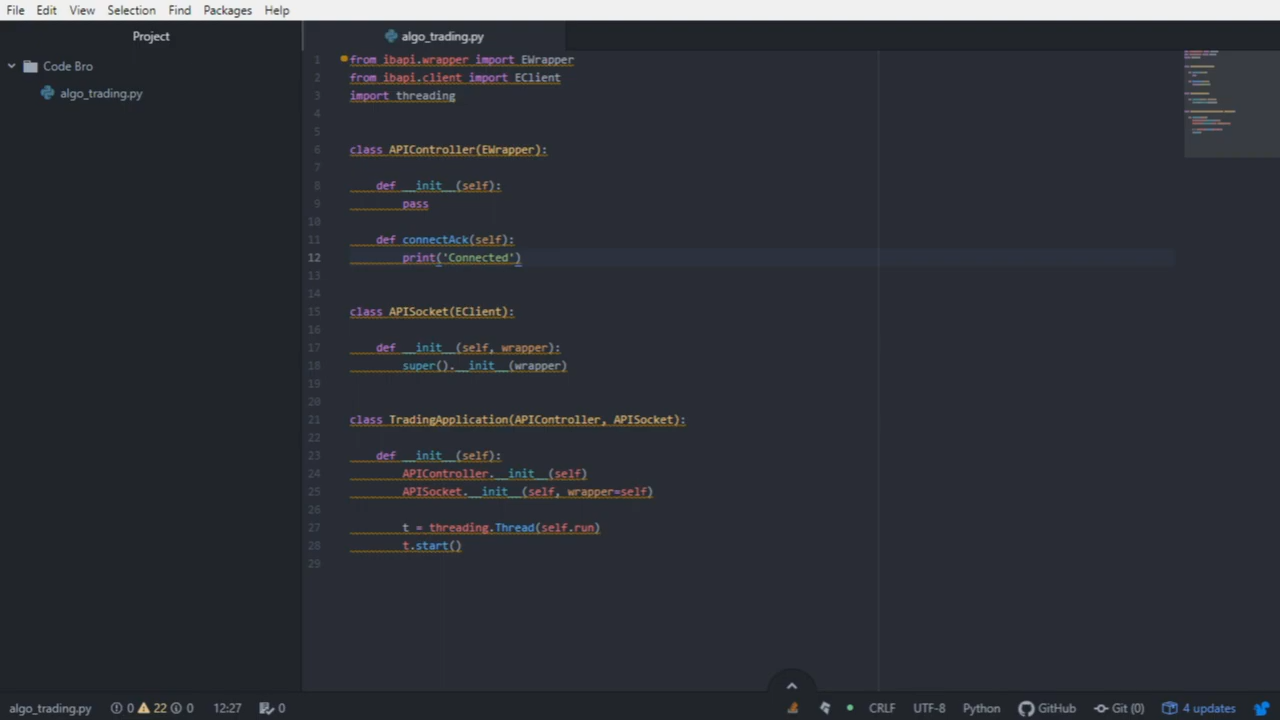 File Edit View Selection Find Packages Help
Project
algo_trading.py
Code Bro
algo_trading.py
1 from ibapi.wrapper import EWrapper
2 from ibapi.client import EClient
3 import threading
4
5
6 class APIController(EWrapper):
7
8     def __init__(self):
9         pass
10
11     def connectAck(self):
12         print('Connected')
13
14
15 class APISocket(EClient):
16
17     def __init__(self, wrapper):
18         super().__init__(wrapper)
19
20
21 class TradingApplication(APIController, APISocket):
22
23     def __init__(self):
24         APIController.__init__(self)
25         APISocket.__init__(self, wrapper=self)
26
27         t = threading.Thread(self.run)
28         t.start()
29
algo_trading.py 0 22 0 12:27 0 CRLF UTF-8 Python GitHub Git (0) 4 updates